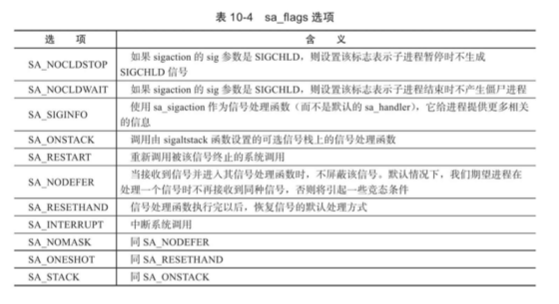 表 10-4 sa_flags 选项
选 项 含 义
SA_NOCLDSTOP 如果 sigaction 的 sig 参数是 SIGCHLD，则设置该标志表示子进程暂停时不生成
SIGCHLD 信号
SA_NOCLDWAIT 如果 sigaction 的 sig 参数是 SIGCHLD，则设置该标志表示子进程结束时不产生僵尸进程
SA_SIGINFO 使用 sa_sigaction 作为信号处理函数（而不是默认的 sa_handler），它给进程提供更多相关
的信息
SA_ONSTACK 调用由 sigaltstack 函数设置的可选信号栈上的信号处理函数
SA_RESTART 重新调用被该信号终止的系统调用
SA_NODEFER 当接收到信号并进入其信号处理函数时，不屏蔽该信号。默认情况下，我们期望进程在
处理一个信号时不再接收到同种信号，否则将引起一些竞态条件
SA_RESETHAND 信号处理函数执行完以后，恢复信号的默认处理方式
SA_INTERRUPT 中断系统调用
SA_NOMASK 同 SA_NODEFER
SA_ONESHOT 同 SA_RESETHAND
SA_STACK 同 SA_ONSTACK